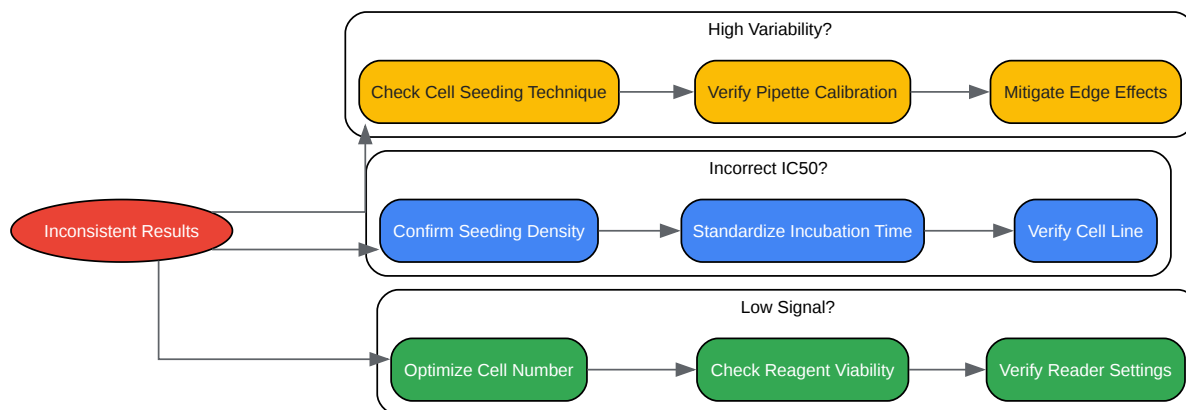 High Variability?
Check Cell Seeding Technique
Verify Pipette Calibration
Mitigate Edge Effects
Incorrect IC50?
Inconsistent Results
Confirm Seeding Density
Standardize Incubation Time
Verify Cell Line
Low Signal?
Optimize Cell Number
Check Reagent Viability
Verify Reader Settings